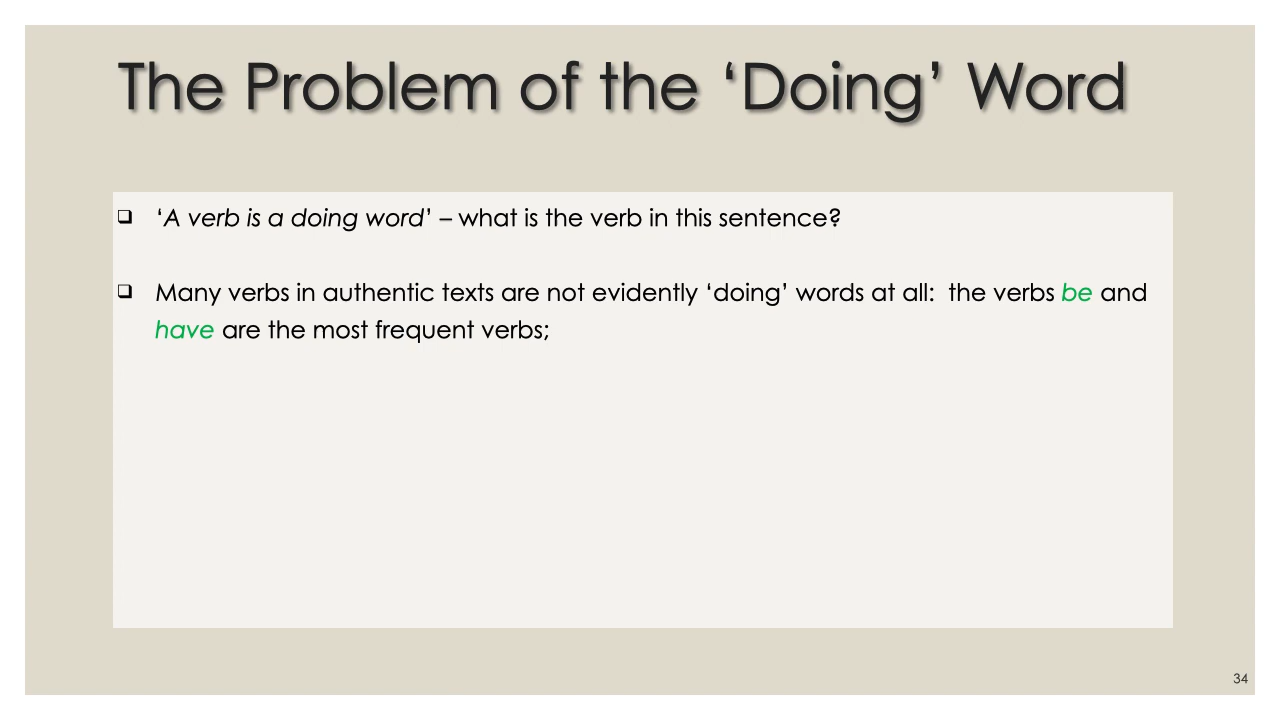 The Problem of the ‘Doing’ Word
❑ ‘A verb is a doing word’ – what is the verb in this sentence?
❑ Many verbs in authentic texts are not evidently ‘doing’ words at all:  the verbs be and
have are the most frequent verbs;
34